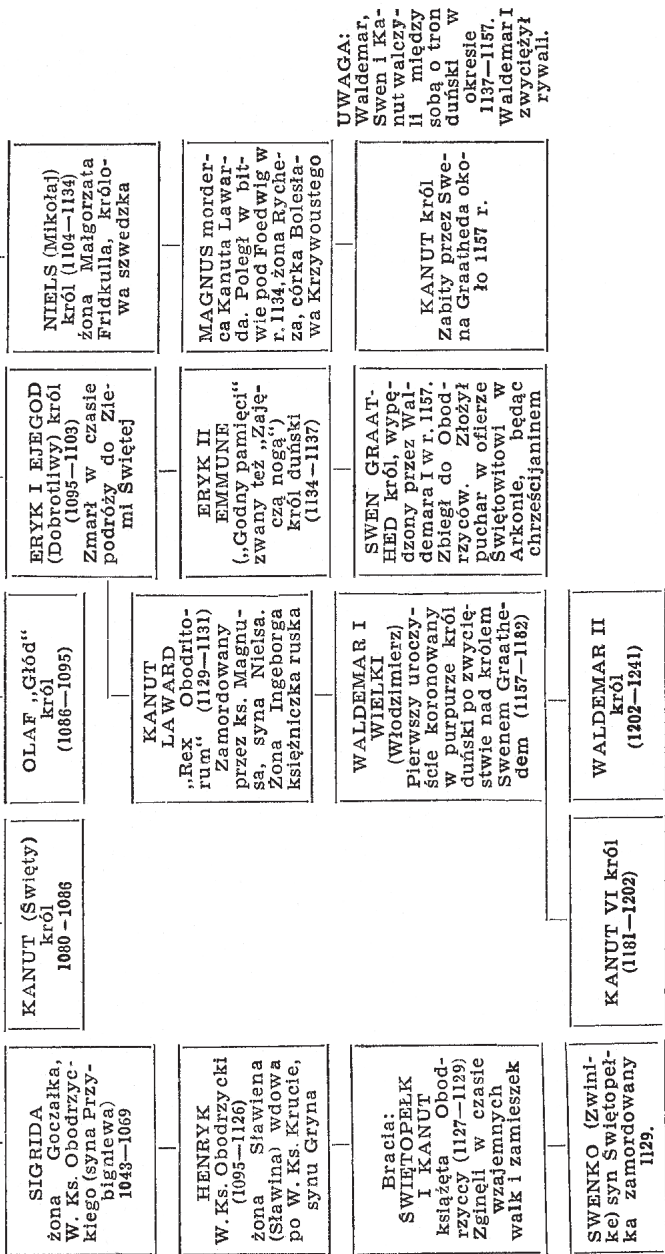 SIGRIDA
żona Goczałka,
W. Ks. Obodrzyc-
kiego (syna Przy-
bigniewa)
1043—1069
KANUT (Święty)
król
1080—1086
OLAF „Głód“
król
(1086—1095)
ERYK I EJEGOD
(Dobrotliwy) król
(1095—1103)
Zmarł w czasie
podróży do Zie-
mi Świętej
NIELS (Mikołaj)
król (1104—1134)
żona Małgorzata
Fridkulla, królo-
wa szwedzka
HENRYK
W. Ks. Obodrzycki
(1095—1126)
żona Sławiena
(Sławina) wdowa
po W. Ks. Krucie,
synu Gryna
KANUT
LAWARD
„Rex Obodrito-
rum“ (1129—1131)
Zamordowany
przez ks. Magnu-
sa, syna Nielsa.
Żona Ingeborga
księżniczka ruska
ERYK II
EMMUNE
(„Godny pamięci“
zwany też „Zaję-
czą nogą“)
król duński
(1134—1137)
MAGNUS morder-
ca Kanuta Lawar-
da. Poległ w bit-
wie pod Foedwig w
r. 1134, żona Ryche-
za, córka Bolesła-
wa Krzywoustego
Bracia:
ŚWIĘTOPEŁK
I KANUT
książęta Obod-
rzyccy (1127—1129)
Zginęli w czasie
wzajemnych
walk i zamieszek
WALDEMAR I
WIELKI
(Włodzimierz)
Pierwszy uroczy-
ście koronowany
w purpurze król
duński po zwycię-
stwie nad królem
Swenem Graathe-
dem (1157—1182)
SWEN GRAAT-
HED król, wypę-
dzony przez Wal-
demara I w r. 1157.
Zbiegł do Obod-
rzyców. Złożył
puchar w ofierze
Świętowitowi w
Arkonie, będąc
chrześcijaninem
KANUT król
Zabity przez Swe-
na Graatheda oko-
ło 1157 r.
UWAGA:
Waldemar,
Swen i Ka-
nut walczy-
li między
sobą o tron
duński w
okresie
1137—1157.
Waldemar I
zwyciężył
rywali.
SWENKO (Zwini-
ke) syn Świętopeł-
ka zamordowany
1129.
KANUT VI król
(1181—1202)
WALDEMAR II
król
(1202—1241)